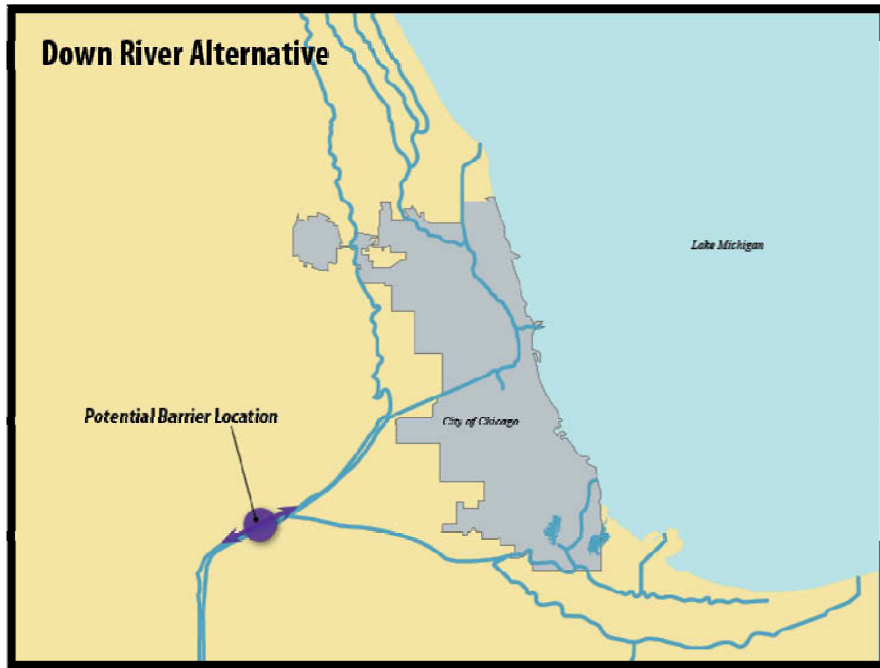 Down River Alternative
Lake Michigan
Potential Barrier Location
City of Chicago